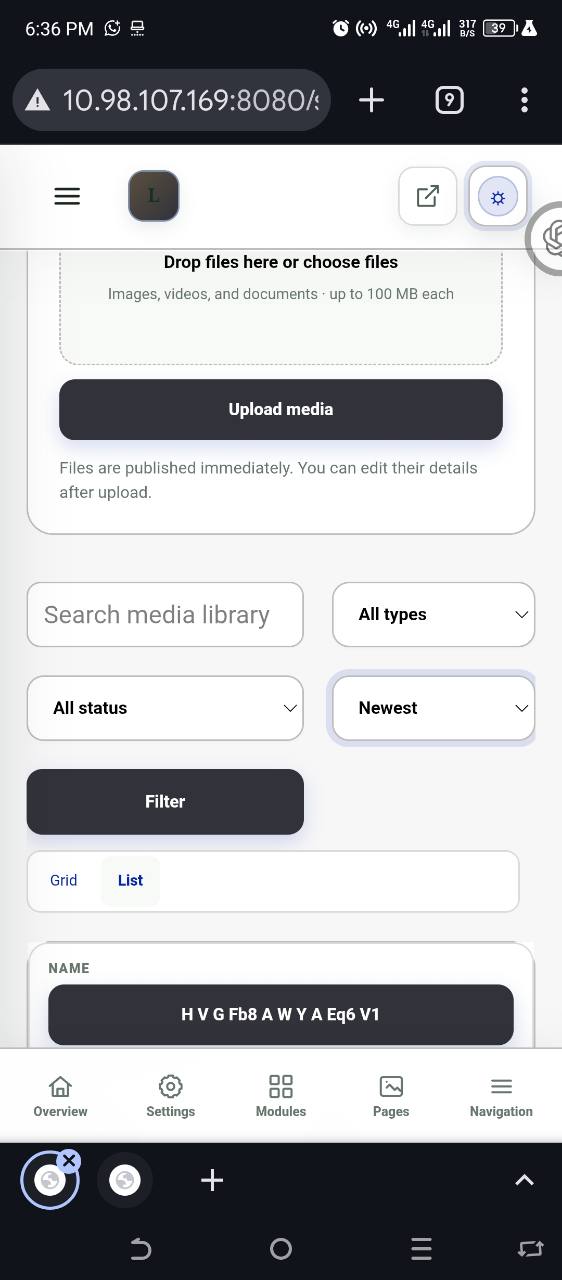 6:36 PM
4G 4G 317 B/S 39
10.98.107.169:8080/s
9
L
Drop files here or choose files
Images, videos, and documents · up to 100 MB each
Upload media
Files are published immediately. You can edit their details
after upload.
Search media library
All types
All status
Newest
Filter
Grid
List
NAME
H V G Fb8 A W Y A Eq6 V1
Overview
Settings
Modules
Pages
Navigation